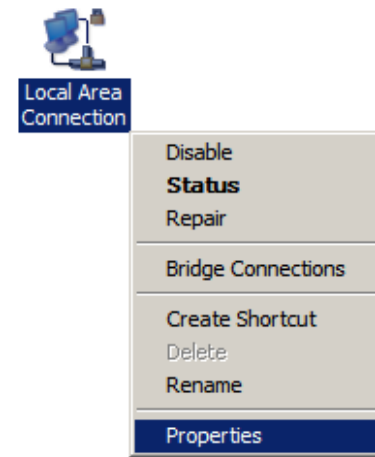 Local Area
Connection
Disable
Status
Repair
Bridge Connections
Create Shortcut
Delete
Rename
Properties